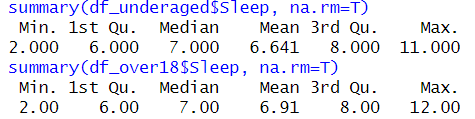 summary(df_underaged$Sleep, na.rm=T)
Min. 1st Qu. Median Mean 3rd Qu. Max.
2.000 6.000 7.000 6.641 8.000 11.000
summary(df_over18$Sleep, na.rm=T)
Min. 1st Qu. Median Mean 3rd Qu. Max.
2.00 6.00 7.00 6.91 8.00 12.00